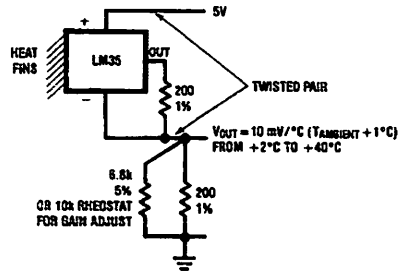 +
5V
HEAT
FINS
LM35
OUT
−
200
1%
TWISTED PAIR
VOUT = 10 mV/°C (TAMBIENT + 1°C)
FROM +2°C TO +40°C
6.8k
5%
OR 10k RHEOSTAT
FOR GAIN ADJUST
200
1%